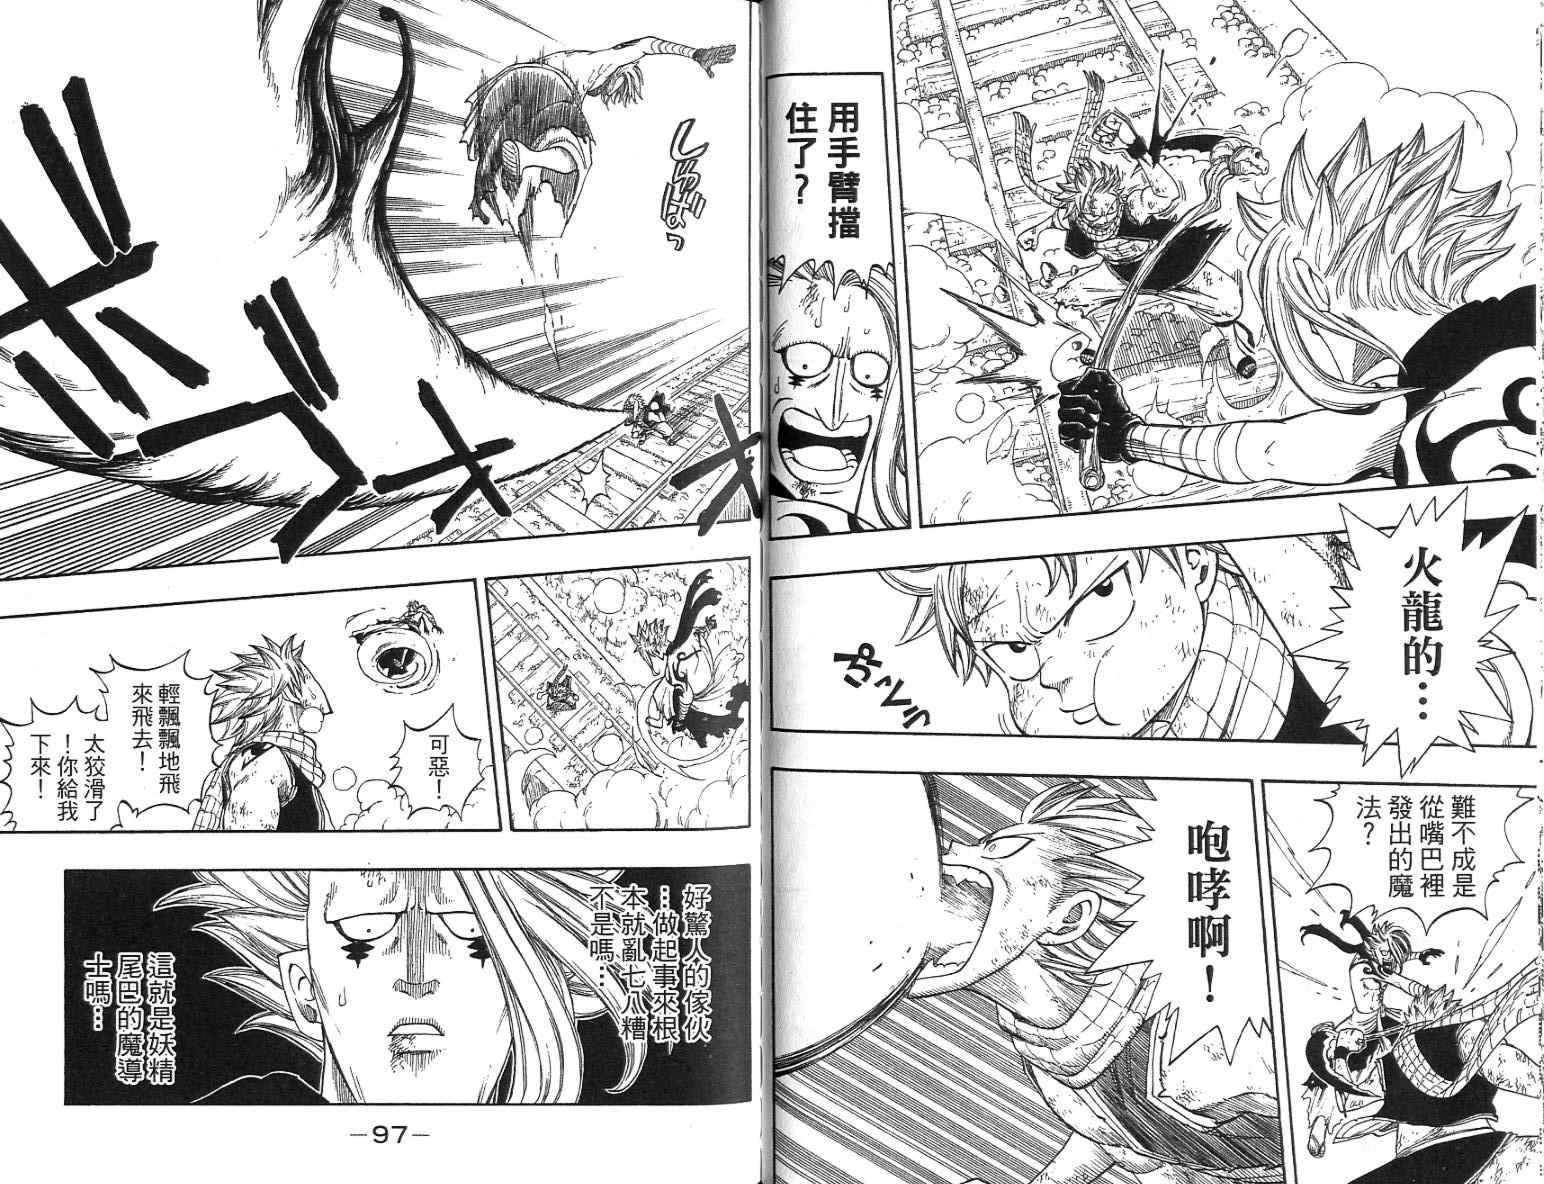 用手臂擋
住了？
火龍的…
ぷくぅっ
難不成是
從嘴巴裡
發出的魔
法？
咆哮啊！
しゅばっ
可惡！
輕飄飄地飛
來飛去！
太狡滑了
！你給我
下來！
好驚人的傢伙
…做起事來根
本就亂七八糟
不是嗎…
這就是妖精
尾巴的魔導
士嗎…
—97—